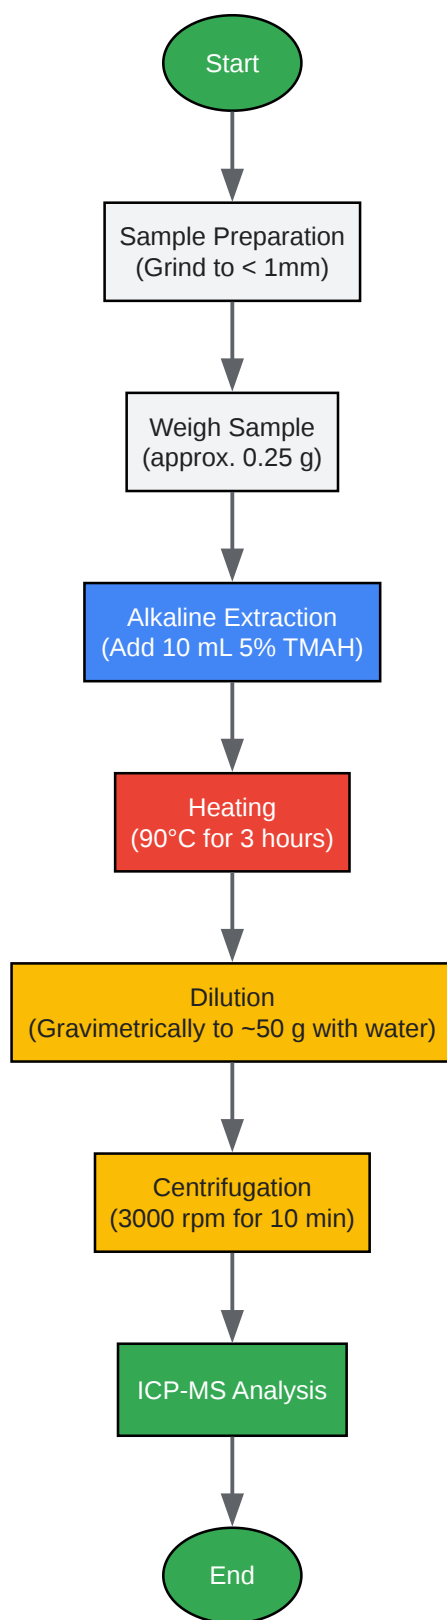 Start
Sample Preparation
(Grind to < 1mm)
Weigh Sample
(approx. 0.25 g)
Alkaline Extraction
(Add 10 mL 5% TMAH)
Heating
(90°C for 3 hours)
Dilution
(Gravimetrically to ~50 g with water)
Centrifugation
(3000 rpm for 10 min)
ICP-MS Analysis
End